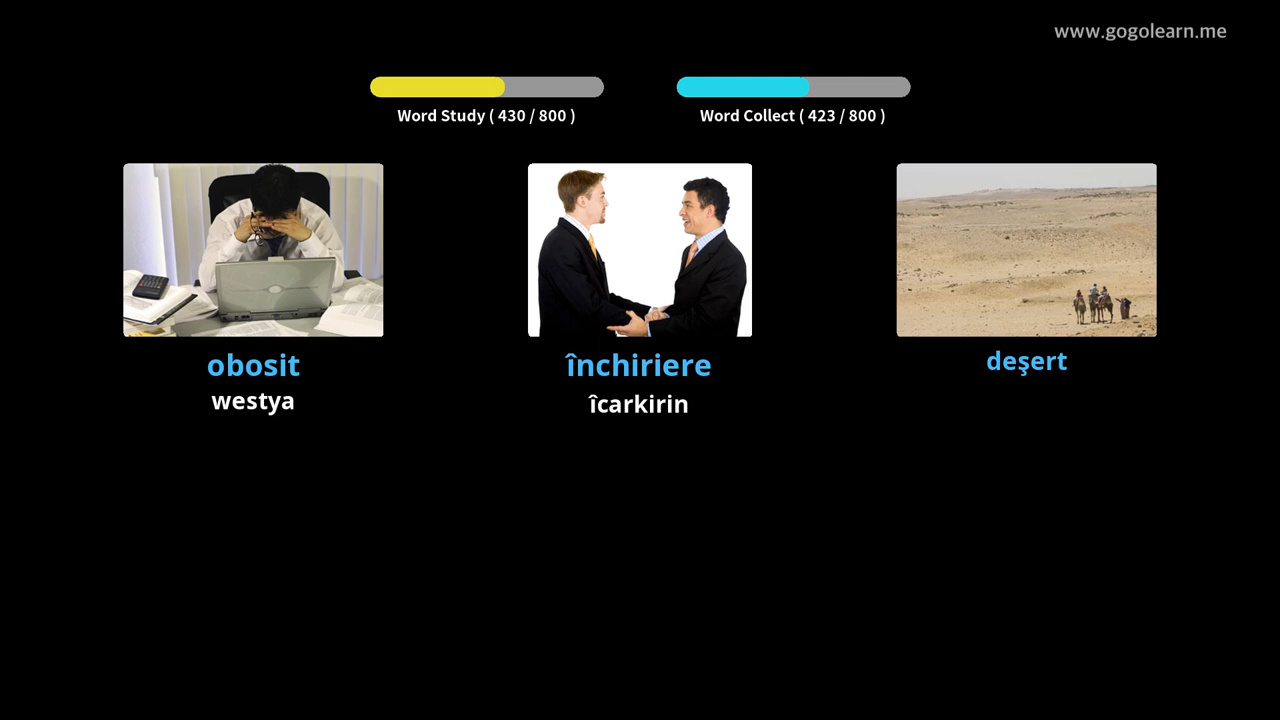 www.gogolearn.me
Word Study ( 430 / 800 )
Word Collect ( 423 / 800 )
obosit
westya
închiriere
îcarkirin
deşert